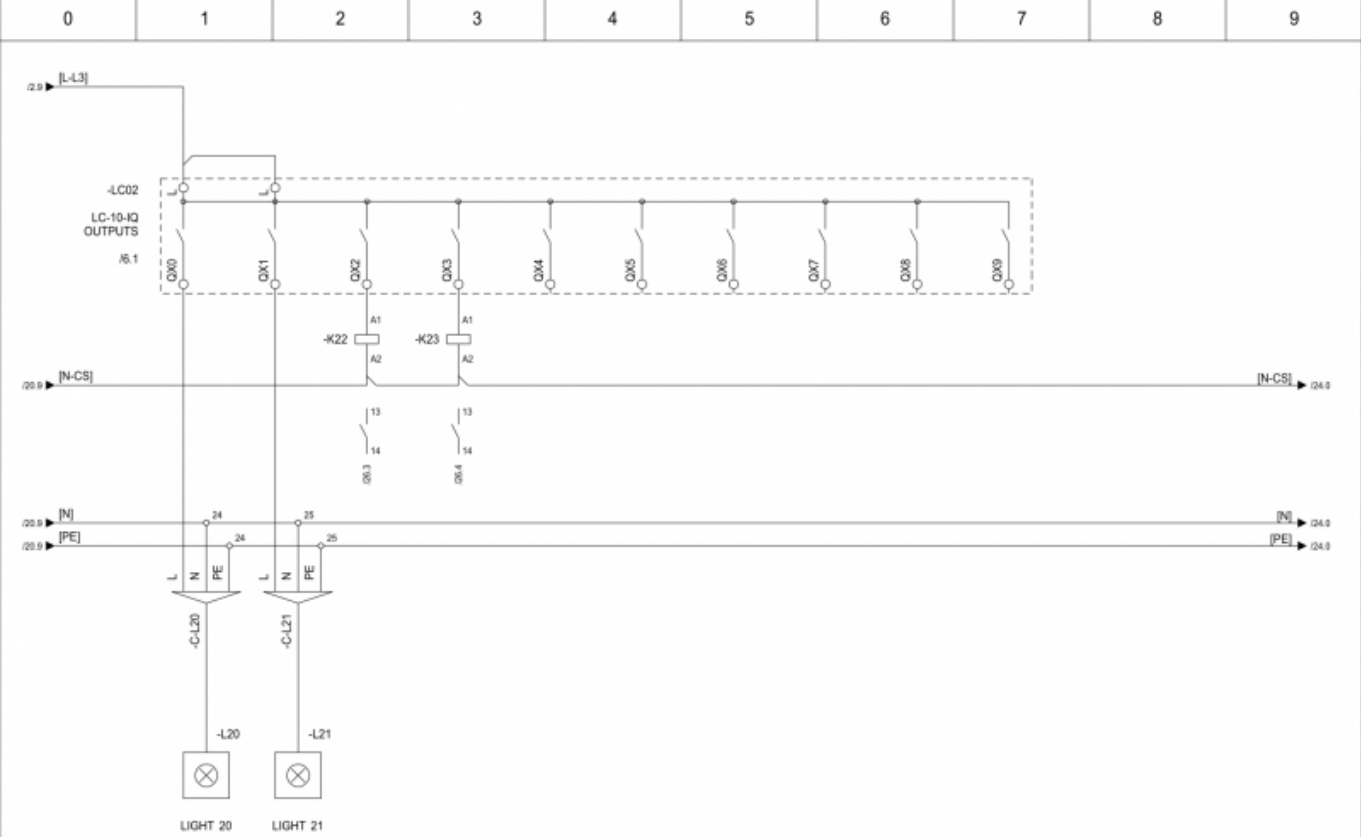 0 1 2 3 4 5 6 7 8 9
/2.9 [L-L3]
-LC02 L L
LC-10-IQ
OUTPUTS
/6.1
QX0 QX1 QX2 QX3 QX4 QX5 QX6 QX7 QX8 QX9
A1 A1
-K22 -K23
A2 A2
/20.9 [N-CS] [N-CS] /24.0
13 13
14 14
/26.3 /26.4
/20.9 [N] 24 25 [N] /24.0
/20.9 [PE] 24 25 [PE] /24.0
L N PE L N PE
-C-L20 -C-L21
-L20 -L21
LIGHT 20 LIGHT 21